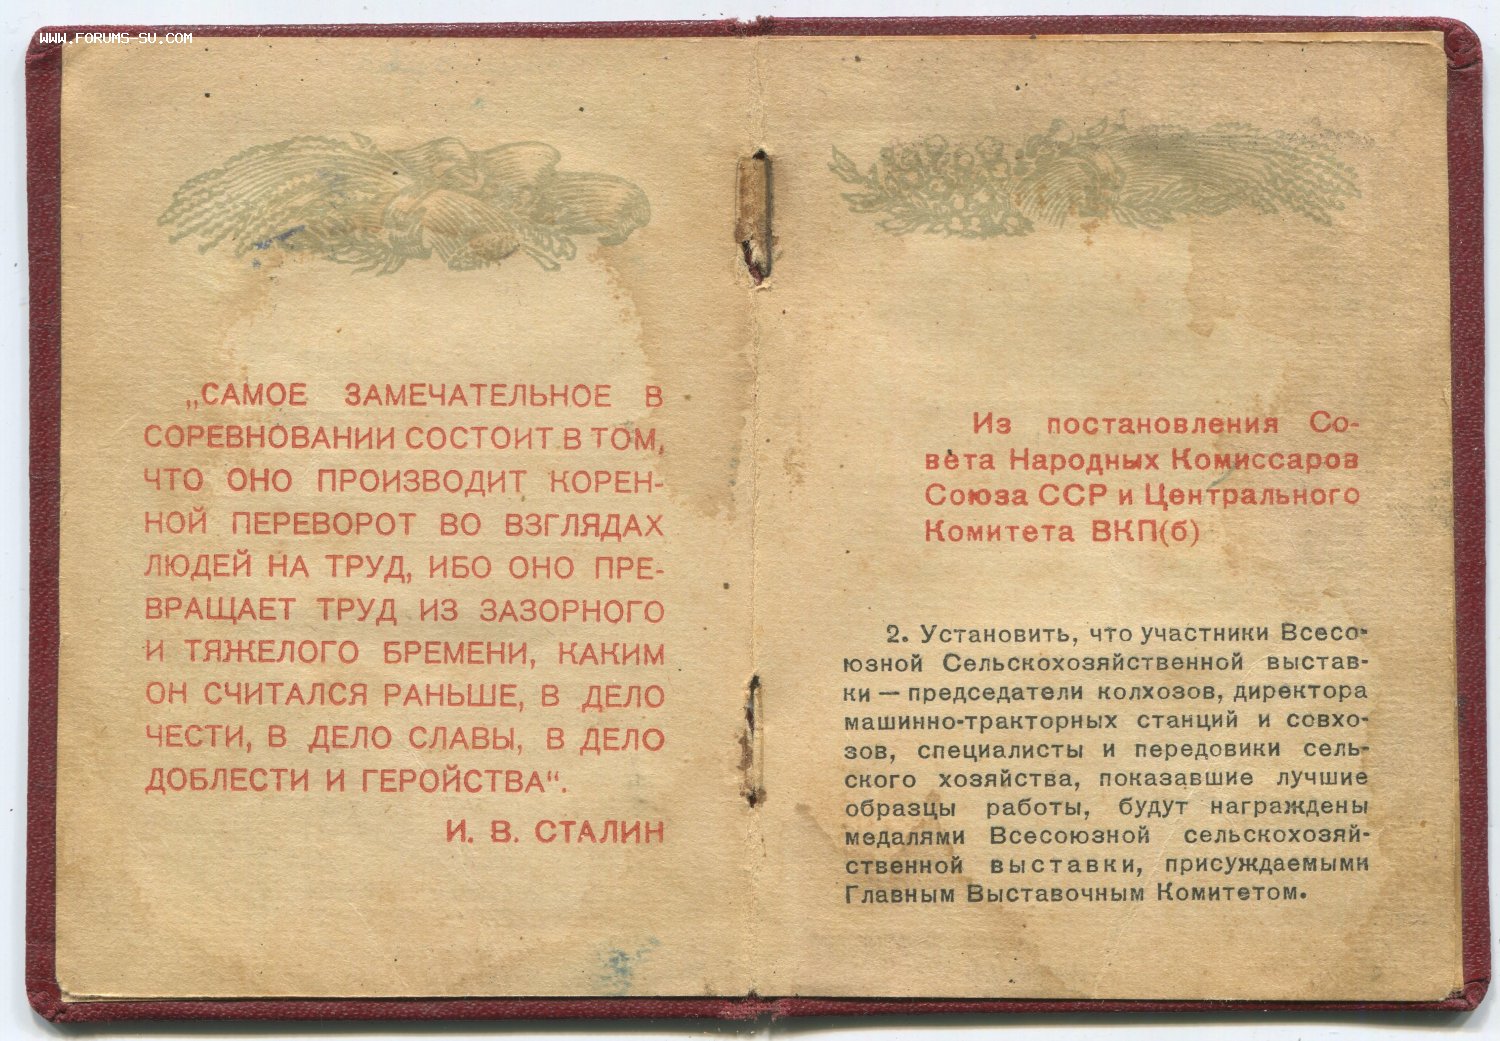 WWW.FORUMS-SU.COM
„САМОЕ ЗАМЕЧАТЕЛЬНОЕ В
СОРЕВНОВАНИИ СОСТОИТ В ТОМ,
ЧТО ОНО ПРОИЗВОДИТ КОРЕН-
НОЙ ПЕРЕВОРОТ ВО ВЗГЛЯДАХ
ЛЮДЕЙ НА ТРУД, ИБО ОНО ПРЕ-
ВРАЩАЕТ ТРУД ИЗ ЗАЗОРНОГО
И ТЯЖЕЛОГО БРЕМЕНИ, КАКИМ
ОН СЧИТАЛСЯ РАНЬШЕ, В ДЕЛО
ЧЕСТИ, В ДЕЛО СЛАВЫ, В ДЕЛО
ДОБЛЕСТИ И ГЕРОЙСТВА“.
И. В. СТАЛИН
Из постановления Со-
вета Народных Комиссаров
Союза ССР и Центрального
Комитета ВКП(б)
2. Установить, что участники Всесо-
юзной Сельскохозяйственной выстав-
ки — председатели колхозов, директора
машинно-тракторных станций и совхо-
зов, специалисты и передовики сель-
ского хозяйства, показавшие лучшие
образцы работы, будут награждены
медалями Всесоюзной сельскохозяй-
ственной выставки, присуждаемыми
Главным Выставочным Комитетом.